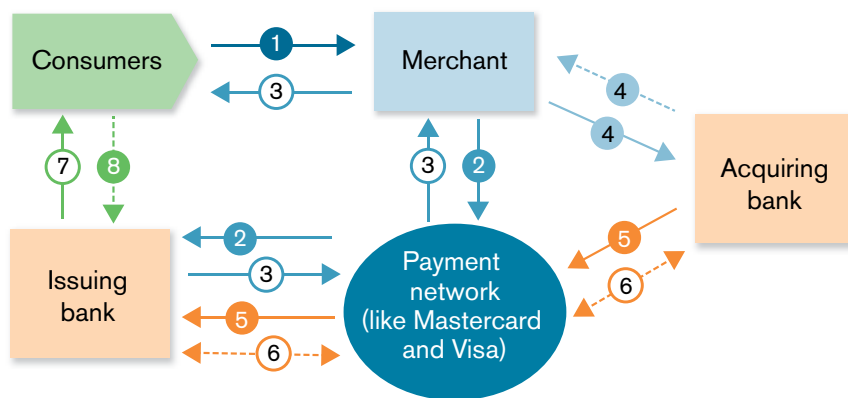 Consumers
1
Merchant
3
4
4
7
8
3
2
Acquiring
bank
2
5
Issuing
bank
3
Payment
network
(like Mastercard
and Visa)
6
5
6